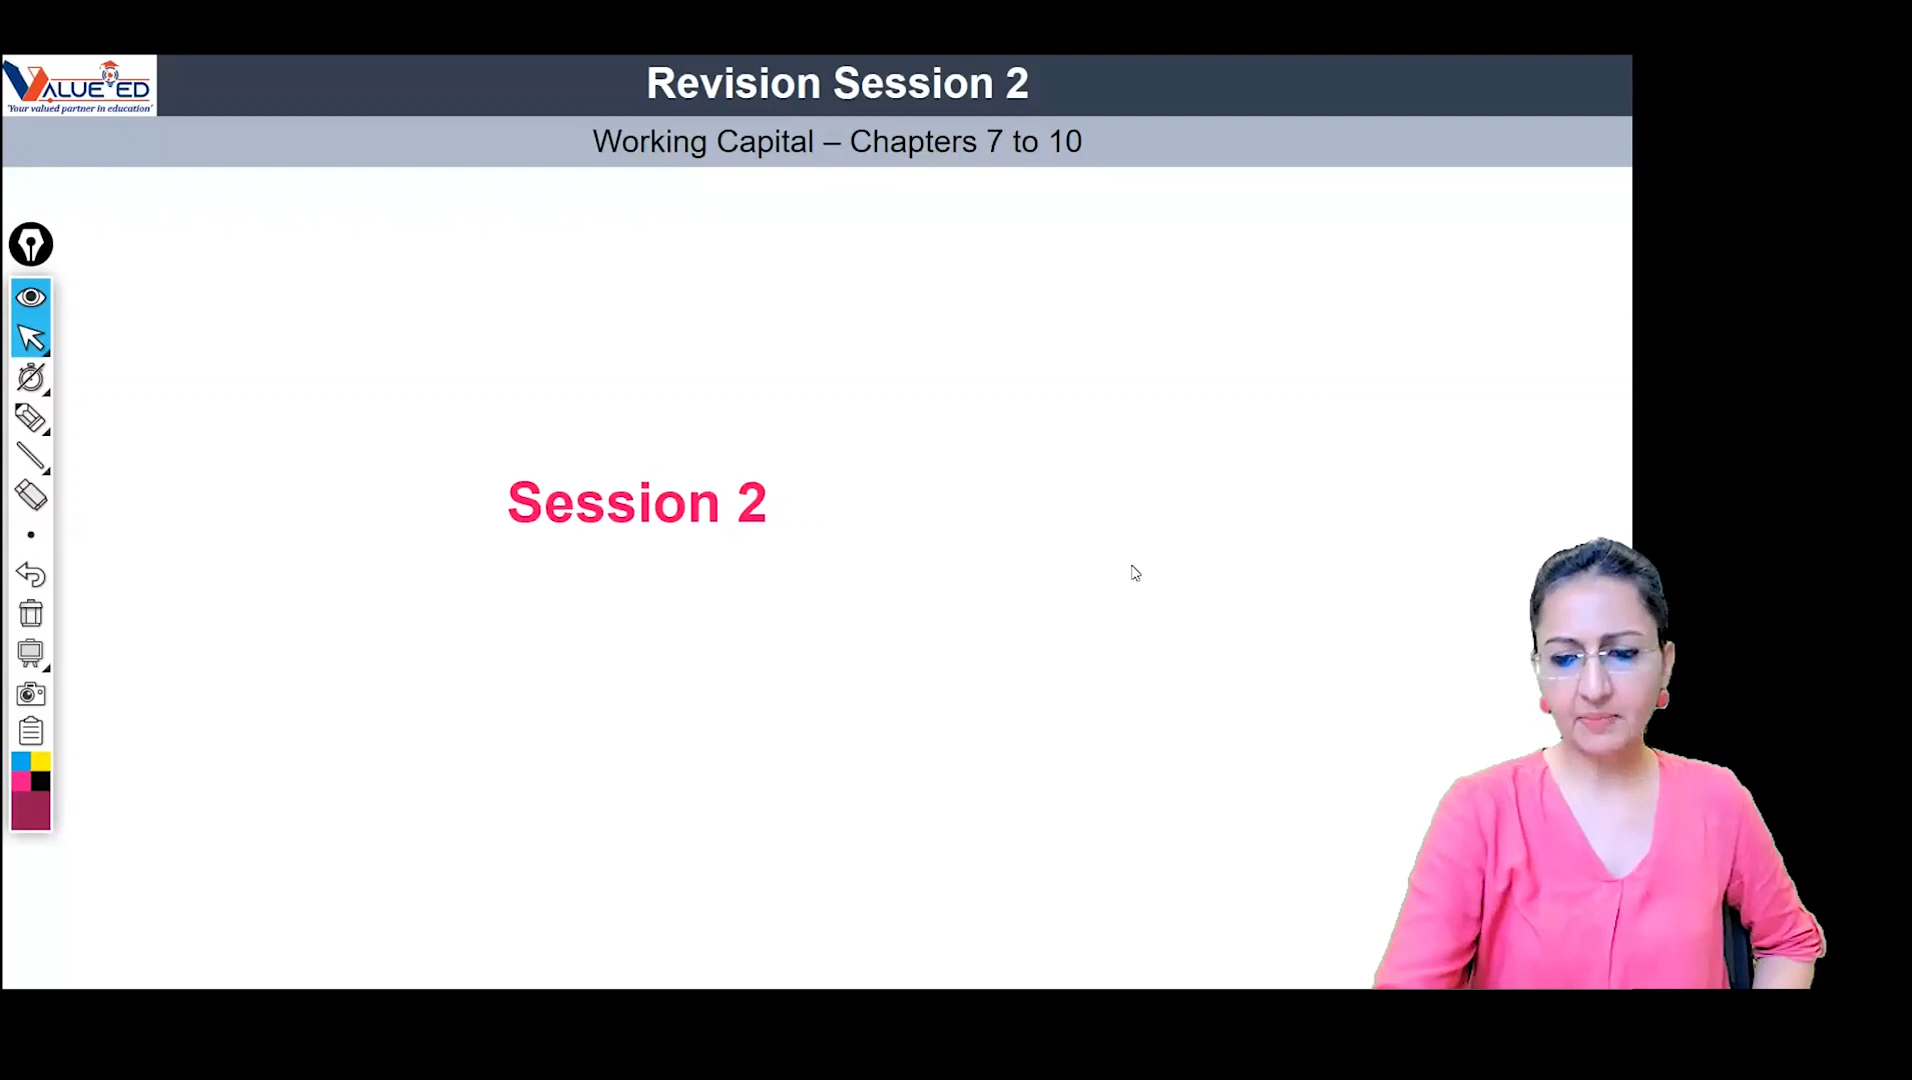 VALUE ED
'Your valued partner in education'
Revision Session 2
Working Capital – Chapters 7 to 10
Session 2